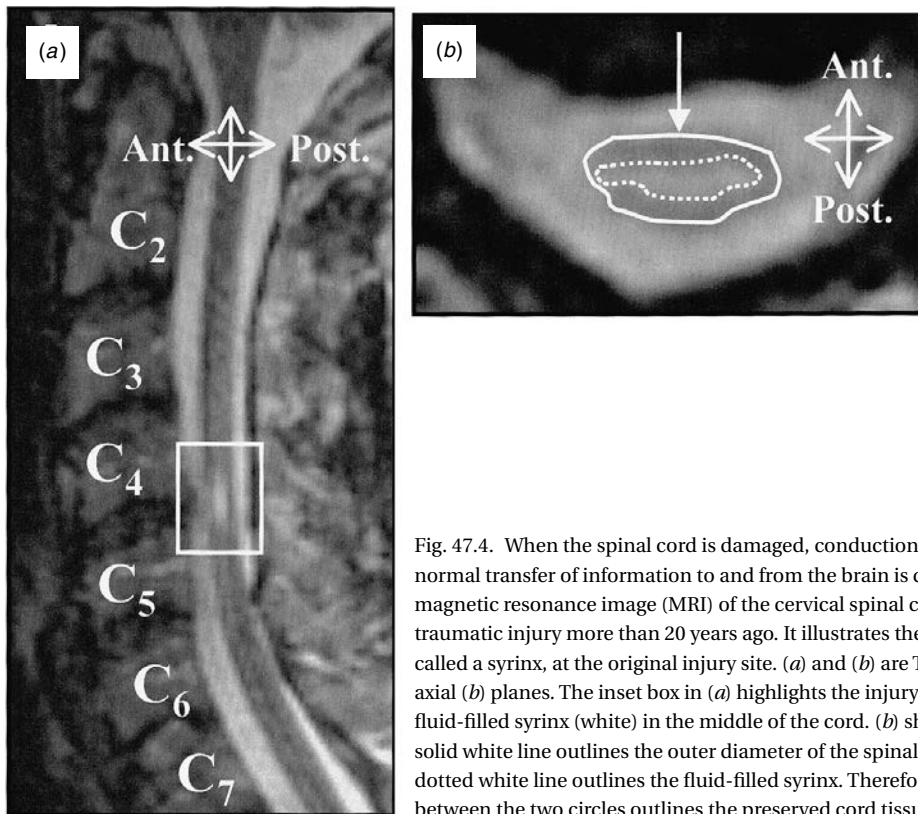 (a)
Ant. Post.
C2
C3
C4
C5
C6
C7
(b)
Ant.
Post.
Fig. 47.4. When the spinal cord is damaged, conduction
normal transfer of information to and from the brain is
magnetic resonance image (MRI) of the cervical spinal
traumatic injury more than 20 years ago. It illustrates the
called a syrinx, at the original injury site. (a) and (b) are
axial (b) planes. The inset box in (a) highlights the injury
fluid-filled syrinx (white) in the middle of the cord. (b)
solid white line outlines the outer diameter of the spinal
dotted white line outlines the fluid-filled syrinx.
between the two circles outlines the preserved cord